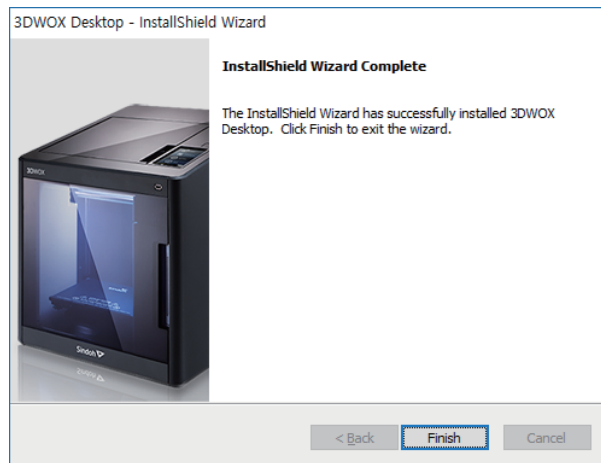 3DWOX Desktop - InstallShield Wizard
InstallShield Wizard Complete
The InstallShield Wizard has successfully installed 3DWOX
Desktop. Click Finish to exit the wizard.
3DWOX
Sindoh
< Back
Finish
Cancel